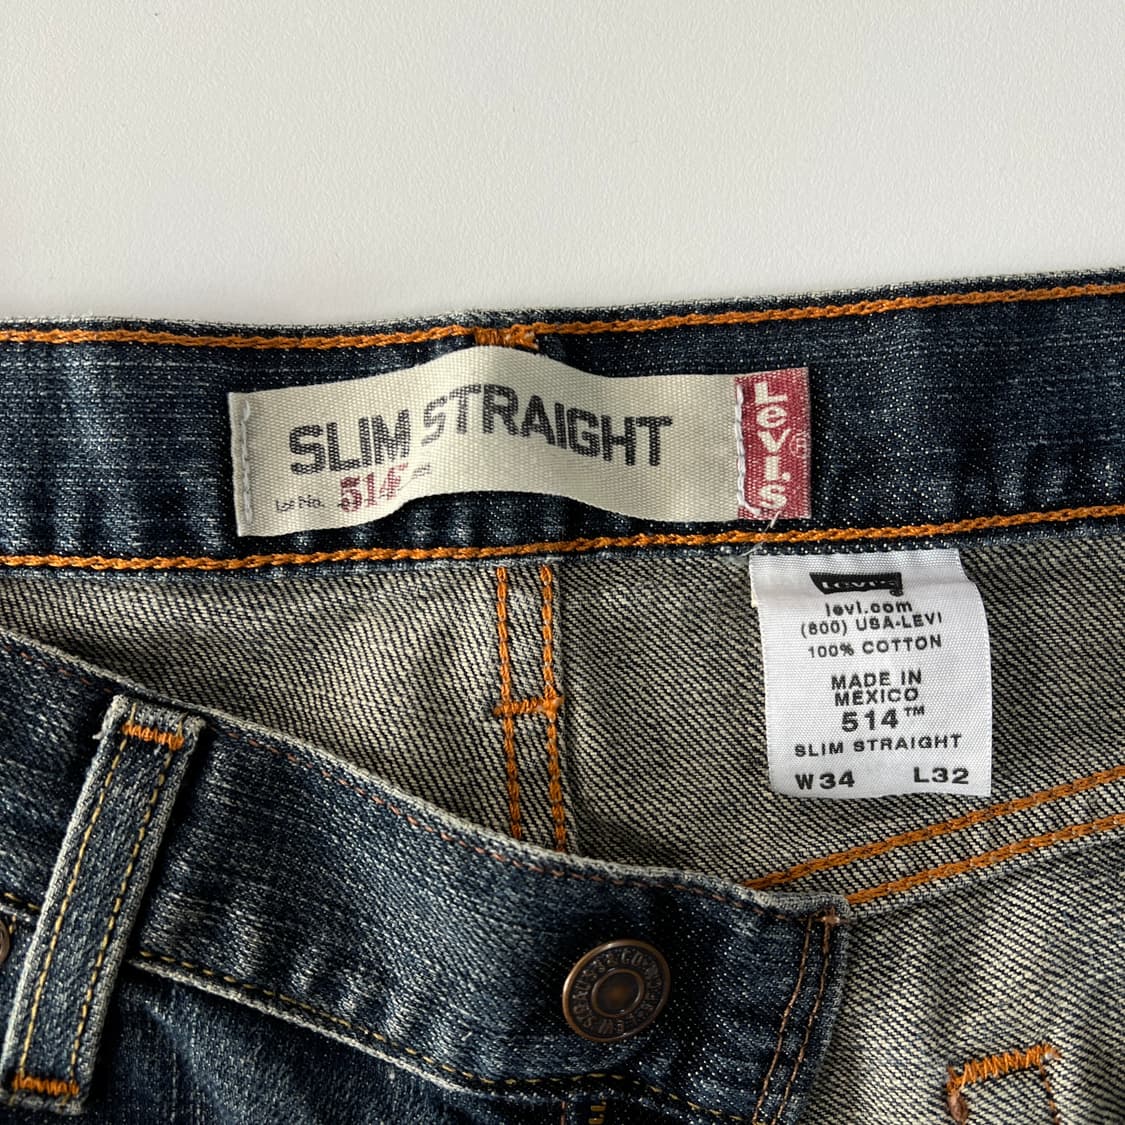 SLIM STRAIGHT
Lot No. 514™
LEVI'S®
LEVI'S
levi.com
(800) USA-LEVI
100% COTTON
MADE IN
MEXICO
514™
SLIM STRAIGHT
W34 L32